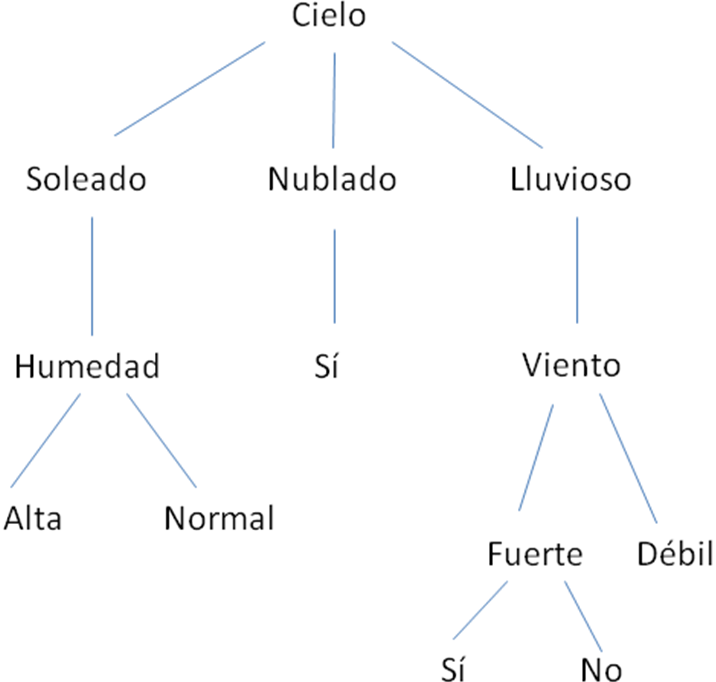 Cielo
Soleado Nublado Lluvioso
Humedad Sí Viento
Alta Normal
Fuerte Débil
Sí No